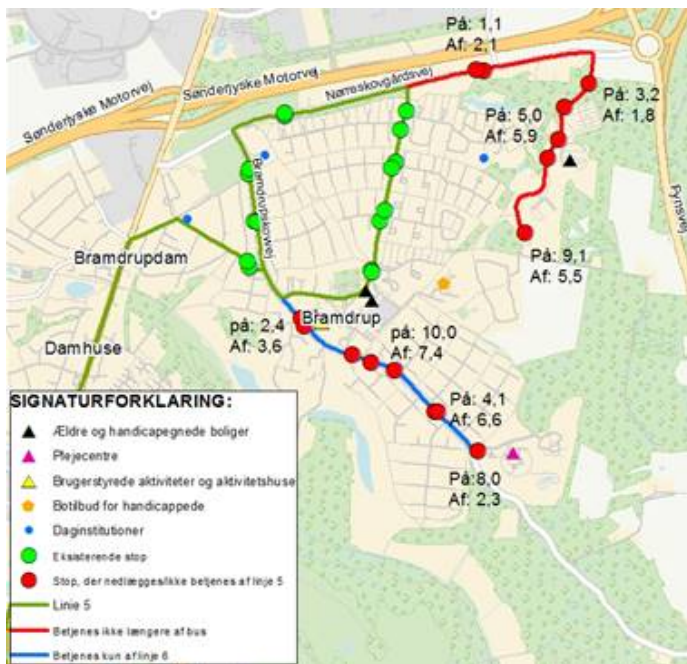 På: 1,1
Af: 2,1
Sønderjyske Motorvej
Sønderjyske Motorvej
Nørreskovgårdsvej
På: 3,2
Af: 1,8
På: 5,0
Af: 5,9
Bramdrupskovvej
Fynsvej
På: 9,1
Af: 5,5
Bramdrupdam
Bramdrup
på: 2,4
Af: 3,6
på: 10,0
Af: 7,4
Damhuse
På: 4,1
Af: 6,6
På: 8,0
Af: 2,3
SIGNATURFORKLARING:
Ældre og handicapegnede boliger
Plejecentre
Brugerstyrede aktiviteter og aktivitetshuse
Botilbud for handicappede
Daginstitutioner
Eksisterende stop
Stop, der nedlægges/ikke betjenes af linje 5
Linie 5
Betjenes ikke længere af bus
Betjenes kun af linje 6